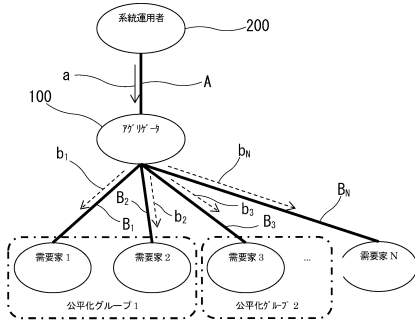 系統運用者
200
a
A
100
ｱｸﾞﾘｹﾞｰﾀ
b₁
b_N
B₂
b₂
b₃
B_N
B₁
B₃
需要家1
需要家2
需要家3
...
需要家N
公平化グループ1
公平化ｸﾞﾙｰﾌﾟ2